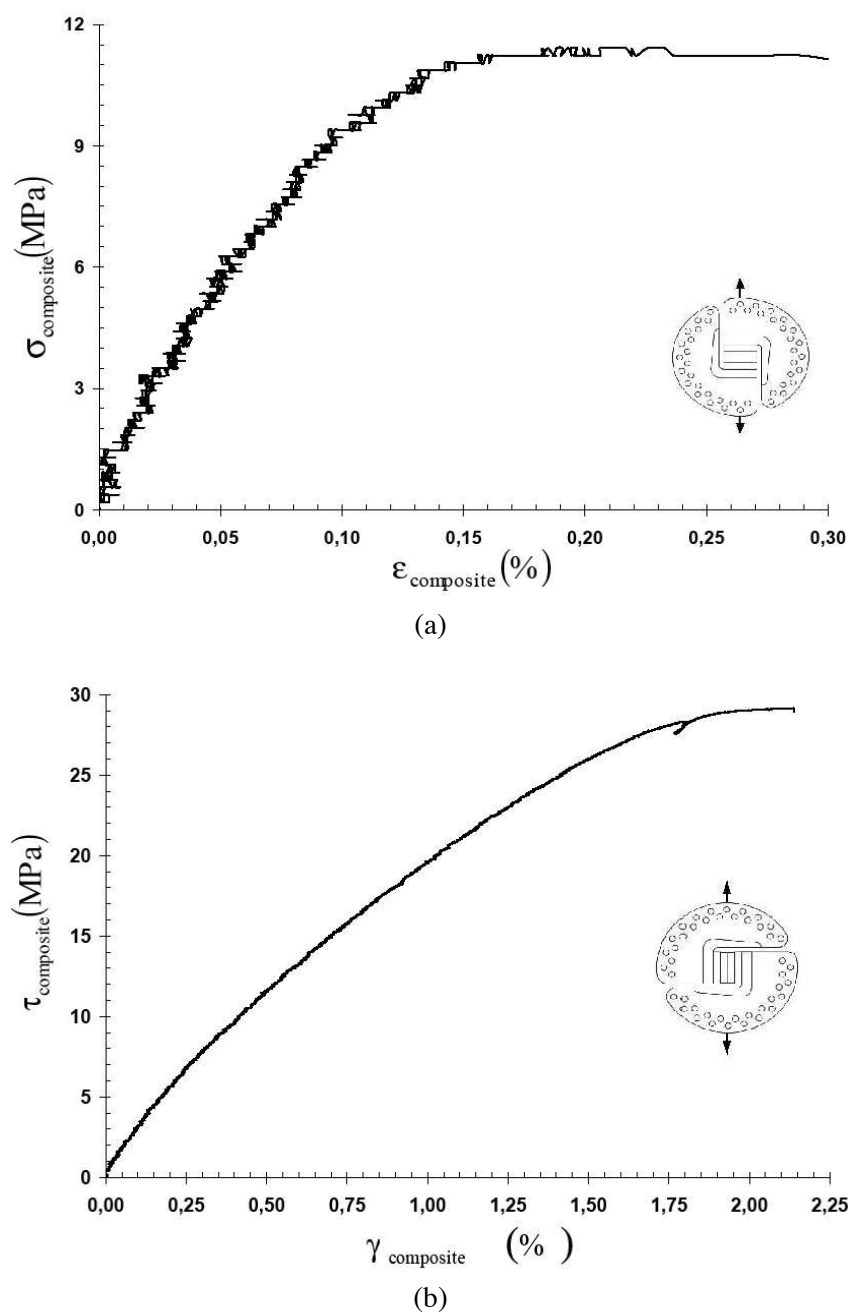 12
9
6
3
0
σcomposite(MPa)
0,00 0,05 0,10 0,15 0,20 0,25 0,30
εcomposite(%)
(a)
30
25
20
15
10
5
0
τcomposite(MPa)
0,00 0,25 0,50 0,75 1,00 1,25 1,50 1,75 2,00 2,25
γcomposite (% )
(b)